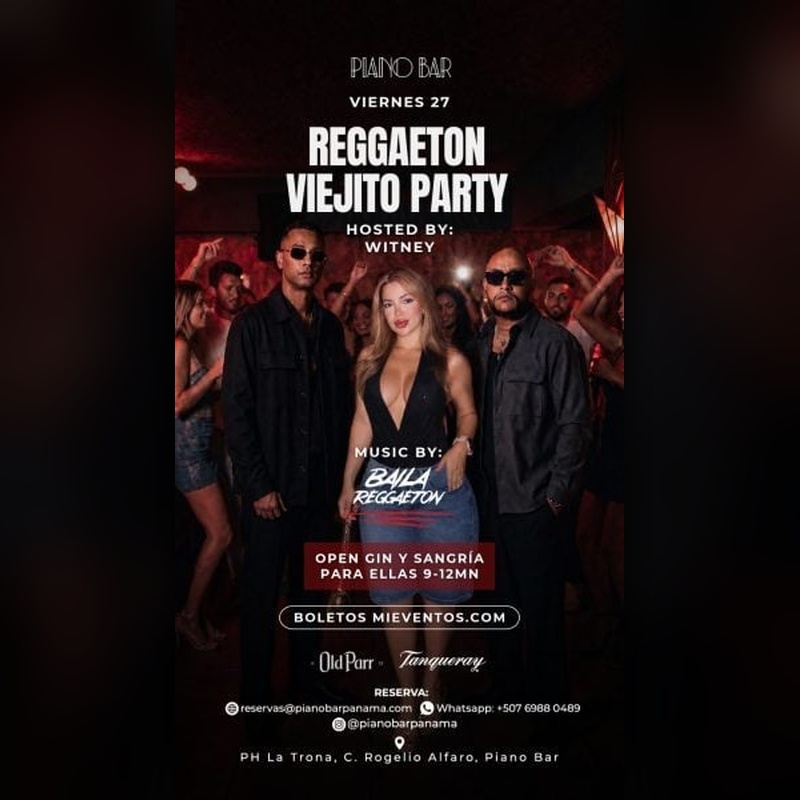 PIANO BAR
VIERNES 27
REGGAETON
VIEJITO PARTY
HOSTED BY:
WITNEY
MUSIC BY:
BAILA
REGGAETON
OPEN GIN Y SANGRÍA
PARA ELLAS 9-12MN
BOLETOS MIEVENTOS.COM
Old Parr Tanqueray
RESERVA:
reservas@pianobarpanama.com Whatsapp: +507 6988 0489
@pianobarpanama
PH La Trona, C. Rogelio Alfaro, Piano Bar